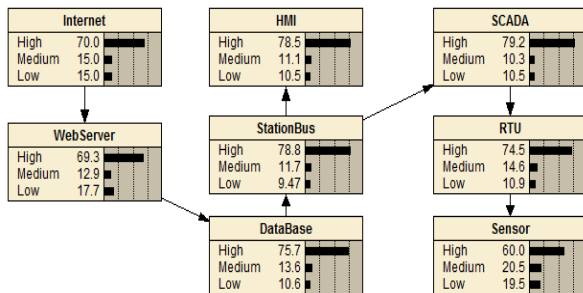 Internet
High 70.0
Medium 15.0
Low 15.0
HMI
High 78.5
Medium 11.1
Low 10.5
SCADA
High 79.2
Medium 10.3
Low 10.5
WebServer
High 69.3
Medium 12.9
Low 17.7
StationBus
High 78.8
Medium 11.7
Low 9.47
RTU
High 74.5
Medium 14.6
Low 10.9
DataBase
High 75.7
Medium 13.6
Low 10.6
Sensor
High 60.0
Medium 20.5
Low 19.5